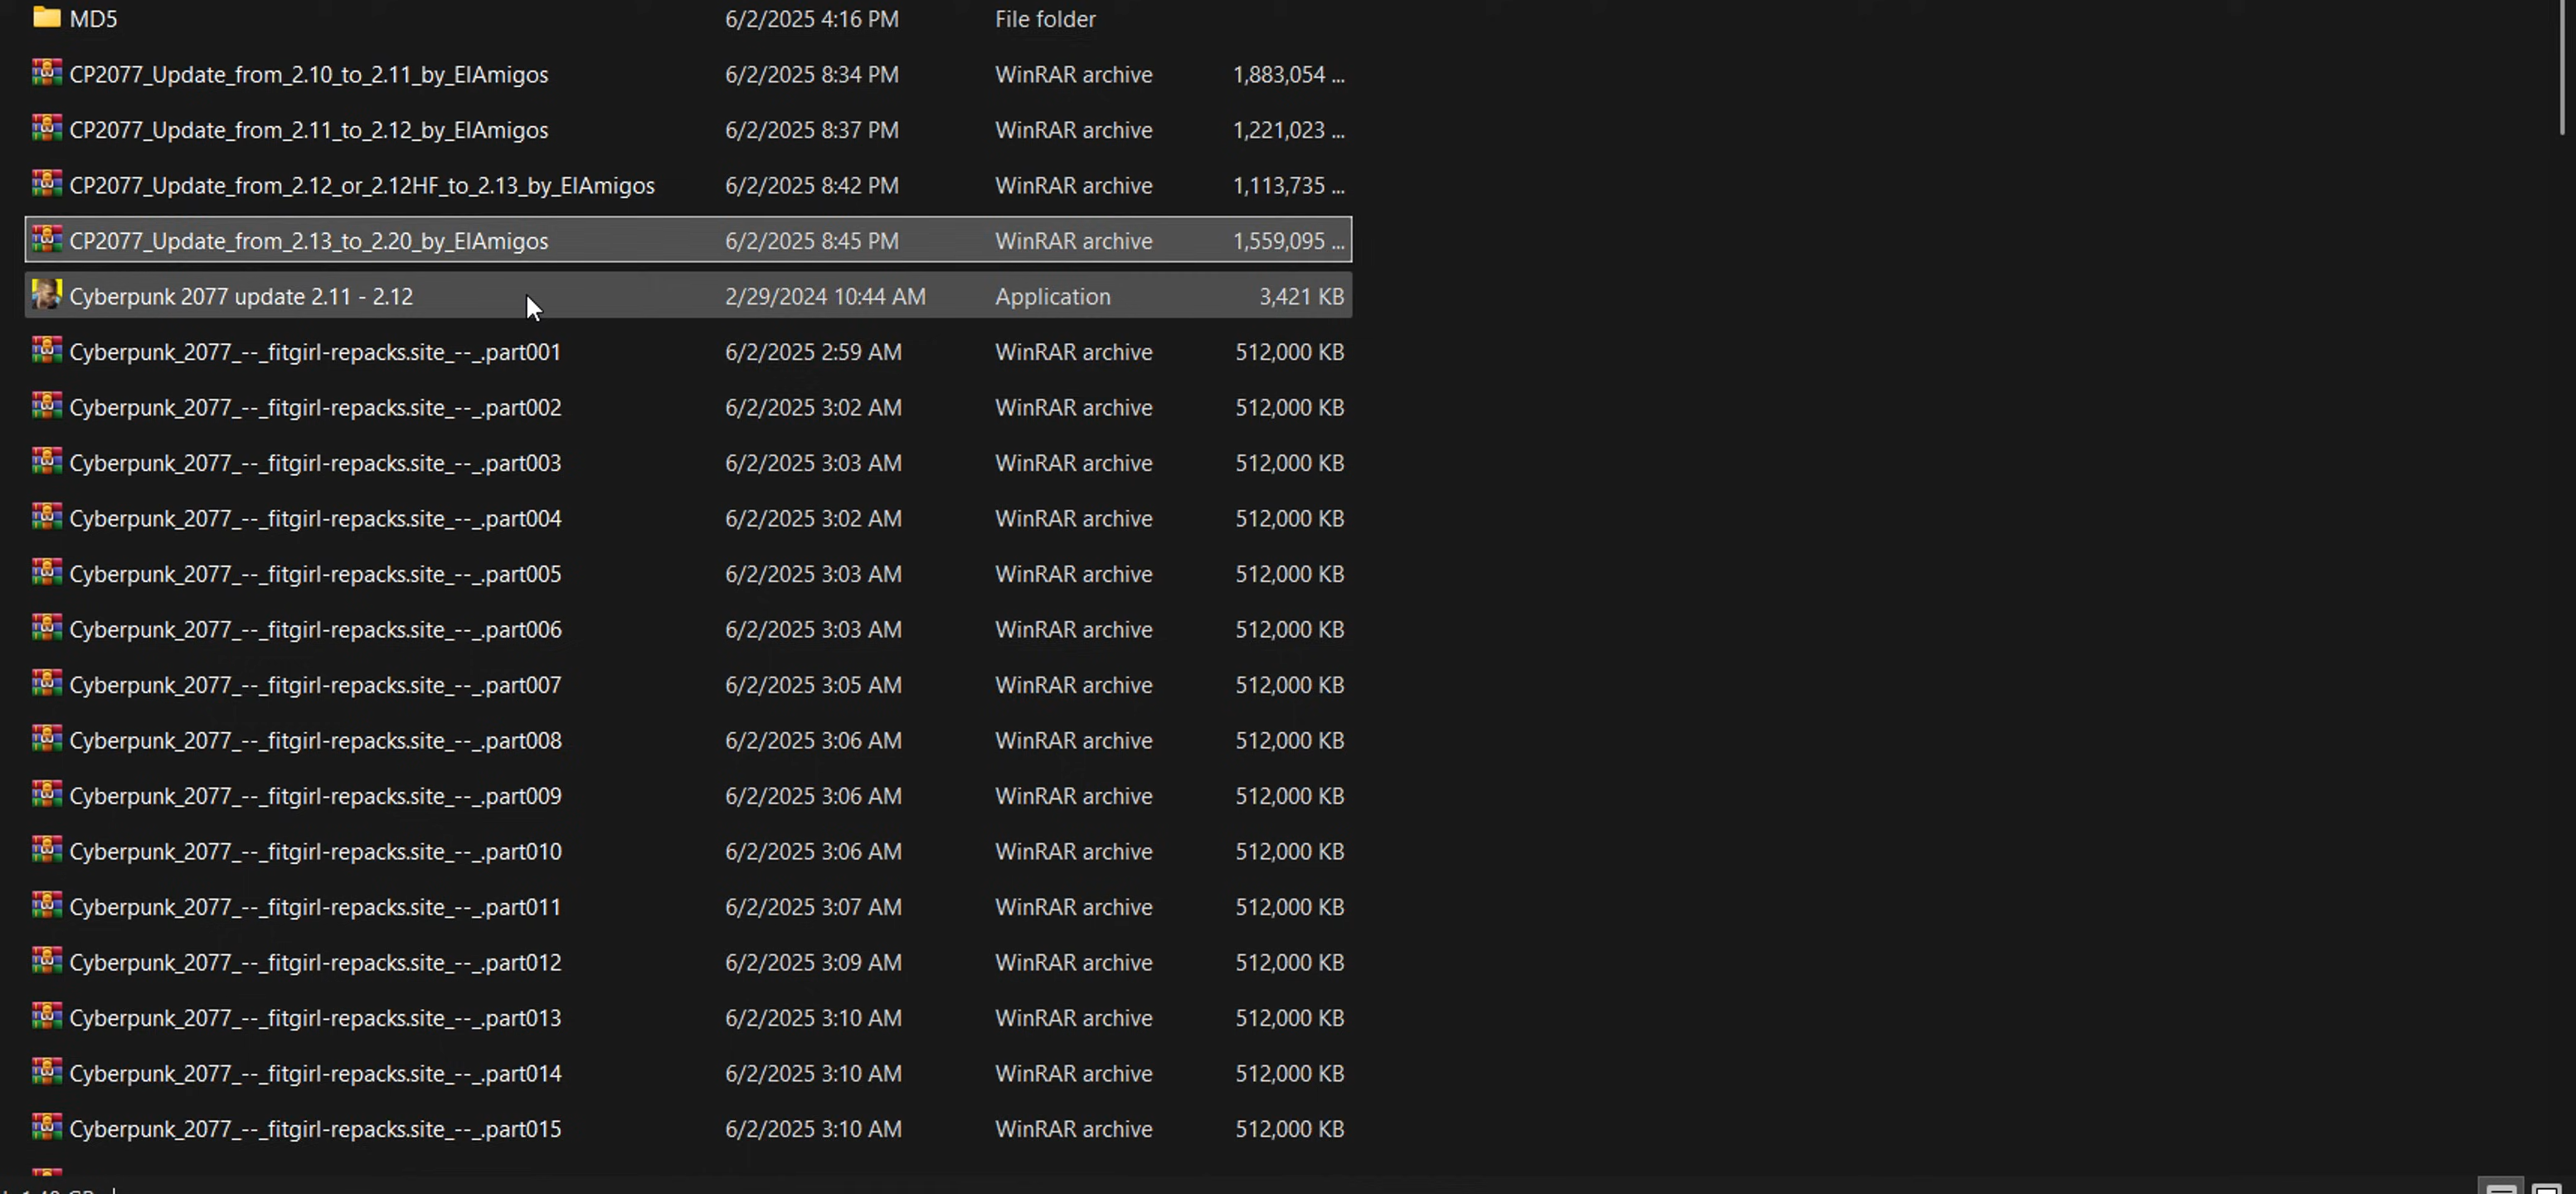 MD5 6/2/2025 4:16 PM File folder
CP2077_Update_from_2.10_to_2.11_by_ElAmigos 6/2/2025 8:34 PM WinRAR archive 1,883,054 ...
CP2077_Update_from_2.11_to_2.12_by_ElAmigos 6/2/2025 8:37 PM WinRAR archive 1,221,023 ...
CP2077_Update_from_2.12_or_2.12HF_to_2.13_by_ElAmigos 6/2/2025 8:42 PM WinRAR archive 1,113,735 ...
CP2077_Update_from_2.13_to_2.20_by_ElAmigos 6/2/2025 8:45 PM WinRAR archive 1,559,095 ...
Cyberpunk 2077 update 2.11 - 2.12 2/29/2024 10:44 AM Application 3,421 KB
Cyberpunk_2077_--_fitgirl-repacks.site_--_.part001 6/2/2025 2:59 AM WinRAR archive 512,000 KB
Cyberpunk_2077_--_fitgirl-repacks.site_--_.part002 6/2/2025 3:02 AM WinRAR archive 512,000 KB
Cyberpunk_2077_--_fitgirl-repacks.site_--_.part003 6/2/2025 3:03 AM WinRAR archive 512,000 KB
Cyberpunk_2077_--_fitgirl-repacks.site_--_.part004 6/2/2025 3:02 AM WinRAR archive 512,000 KB
Cyberpunk_2077_--_fitgirl-repacks.site_--_.part005 6/2/2025 3:03 AM WinRAR archive 512,000 KB
Cyberpunk_2077_--_fitgirl-repacks.site_--_.part006 6/2/2025 3:03 AM WinRAR archive 512,000 KB
Cyberpunk_2077_--_fitgirl-repacks.site_--_.part007 6/2/2025 3:05 AM WinRAR archive 512,000 KB
Cyberpunk_2077_--_fitgirl-repacks.site_--_.part008 6/2/2025 3:06 AM WinRAR archive 512,000 KB
Cyberpunk_2077_--_fitgirl-repacks.site_--_.part009 6/2/2025 3:06 AM WinRAR archive 512,000 KB
Cyberpunk_2077_--_fitgirl-repacks.site_--_.part010 6/2/2025 3:06 AM WinRAR archive 512,000 KB
Cyberpunk_2077_--_fitgirl-repacks.site_--_.part011 6/2/2025 3:07 AM WinRAR archive 512,000 KB
Cyberpunk_2077_--_fitgirl-repacks.site_--_.part012 6/2/2025 3:09 AM WinRAR archive 512,000 KB
Cyberpunk_2077_--_fitgirl-repacks.site_--_.part013 6/2/2025 3:10 AM WinRAR archive 512,000 KB
Cyberpunk_2077_--_fitgirl-repacks.site_--_.part014 6/2/2025 3:10 AM WinRAR archive 512,000 KB
Cyberpunk_2077_--_fitgirl-repacks.site_--_.part015 6/2/2025 3:10 AM WinRAR archive 512,000 KB